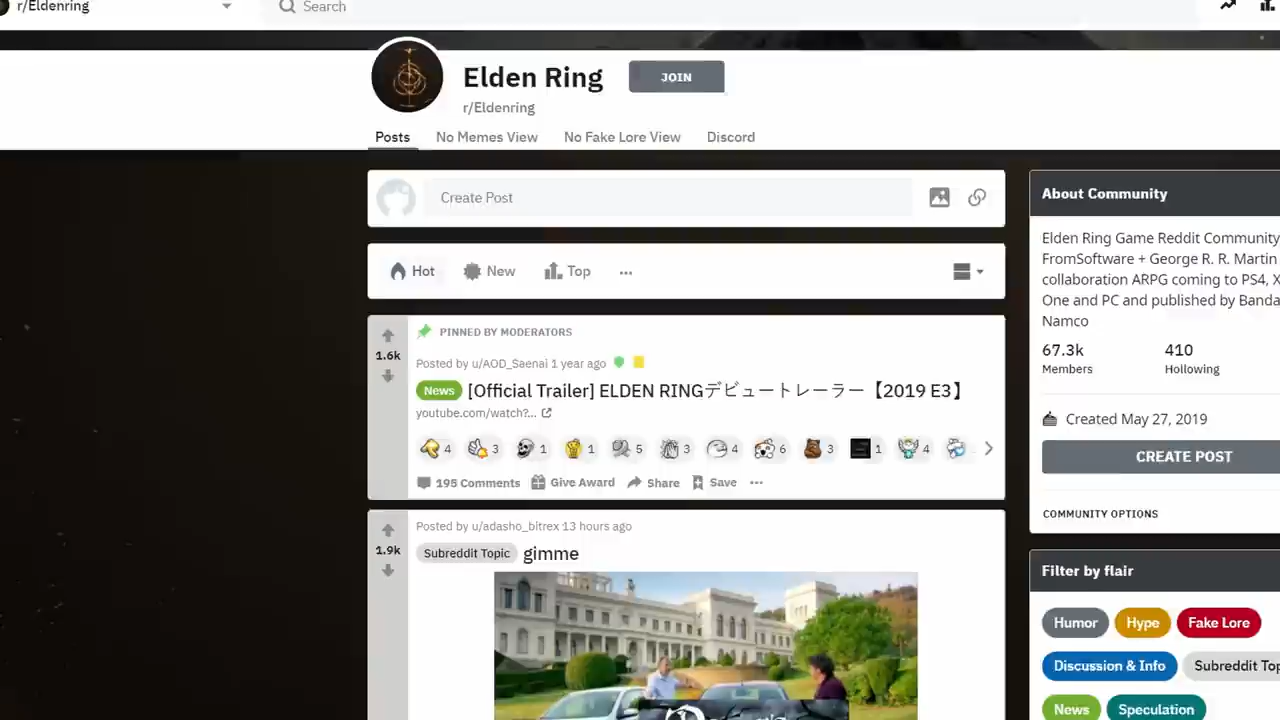 r/Eldenring
Search
Elden Ring
JOIN
r/Eldenring
Posts No Memes View No Fake Lore View Discord
Create Post
Hot New Top ...
PINNED BY MODERATORS
1.6k
Posted by u/AOD_Saenai 1 year ago
News [Official Trailer] ELDEN RINGデビュートレーラー【2019 E3】
youtube.com/watch?...
4 3 1 1 5 3 4 6 3 1 4
195 Comments Give Award Share Save ...
Posted by u/adasho_bitrex 13 hours ago
1.9k
Subreddit Topic gimme
About Community
Elden Ring Game Reddit Community
FromSoftware + George R. R. Martin
collaboration ARPG coming to PS4, X
One and PC and published by Banda
Namco
67.3k 410
Members Following
Created May 27, 2019
CREATE POST
COMMUNITY OPTIONS
Filter by flair
Humor Hype Fake Lore
Discussion & Info Subreddit Top
News Speculation